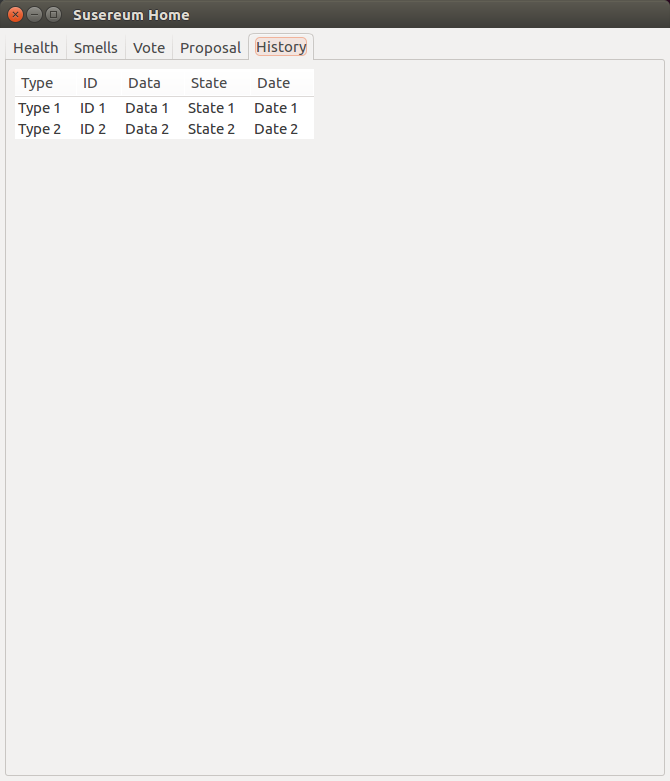 Susereum Home
Health Smells Vote Proposal History
Type ID Data State Date
Type 1 ID 1 Data 1 State 1 Date 1
Type 2 ID 2 Data 2 State 2 Date 2